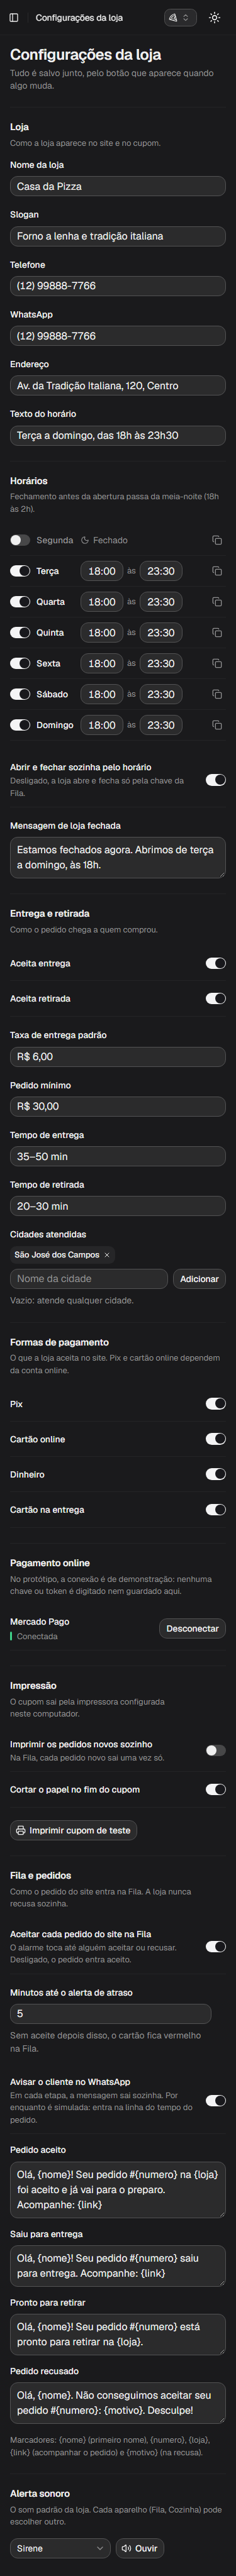 Configurações da loja
Configurações da loja
Tudo é salvo junto, pelo botão que aparece quando
algo muda.
Loja
Como a loja aparece no site e no cupom.
Nome da loja
Casa da Pizza
Slogan
Forno a lenha e tradição italiana
Telefone
(12) 99888-7766
WhatsApp
(12) 99888-7766
Endereço
Av. da Tradição Italiana, 120, Centro
Texto do horário
Terça a domingo, das 18h às 23h30
Horários
Fechamento antes da abertura passa da meia-noite (18h
às 2h).
Segunda Fechado
Terça 18:00 às 23:30
Quarta 18:00 às 23:30
Quinta 18:00 às 23:30
Sexta 18:00 às 23:30
Sábado 18:00 às 23:30
Domingo 18:00 às 23:30
Abrir e fechar sozinha pelo horário
Desligado, a loja abre e fecha só pela chave da
Fila.
Mensagem de loja fechada
Estamos fechados agora. Abrimos de terça
a domingo, às 18h.
Entrega e retirada
Como o pedido chega a quem comprou.
Aceita entrega
Aceita retirada
Taxa de entrega padrão
R$ 6,00
Pedido mínimo
R$ 30,00
Tempo de entrega
35–50 min
Tempo de retirada
20–30 min
Cidades atendidas
São José dos Campos ×
Nome da cidade Adicionar
Vazio: atende qualquer cidade.
Formas de pagamento
O que a loja aceita no site. Pix e cartão online dependem
da conta online.
Pix
Cartão online
Dinheiro
Cartão na entrega
Pagamento online
No protótipo, a conexão é de demonstração: nenhuma
chave ou token é digitado nem guardado aqui.
Mercado Pago
Conectada
Desconectar
Impressão
O cupom sai pela impressora configurada
neste computador.
Imprimir os pedidos novos sozinho
Na Fila, cada pedido novo sai uma vez só.
Cortar o papel no fim do cupom
Imprimir cupom de teste
Fila e pedidos
Como o pedido do site entra na Fila. A loja nunca
recusa sozinha.
Aceitar cada pedido do site na Fila
O alarme toca até alguém aceitar ou recusar.
Desligado, o pedido entra aceito.
Minutos até o alerta de atraso
5
Sem aceite depois disso, o cartão fica vermelho
na Fila.
Avisar o cliente no WhatsApp
Em cada etapa, a mensagem sai sozinha. Por
enquanto é simulada: entra na linha do tempo do
pedido.
Pedido aceito
Olá, {nome}! Seu pedido #{numero} na {loja}
foi aceito e já vai para o preparo.
Acompanhe: {link}
Saiu para entrega
Olá, {nome}! Seu pedido #{numero} saiu
para entrega. Acompanhe: {link}
Pronto para retirar
Olá, {nome}! Seu pedido #{numero} está
pronto para retirar na {loja}.
Pedido recusado
Olá, {nome}. Não conseguimos aceitar seu
pedido #{numero}: {motivo}. Desculpe!
Marcadores: {nome} (primeiro nome), {numero}, {loja},
{link} (acompanhar o pedido) e {motivo} (na recusa).
Alerta sonoro
O som padrão da loja. Cada aparelho (Fila, Cozinha) pode
escolher outro.
Sirene Ouvir